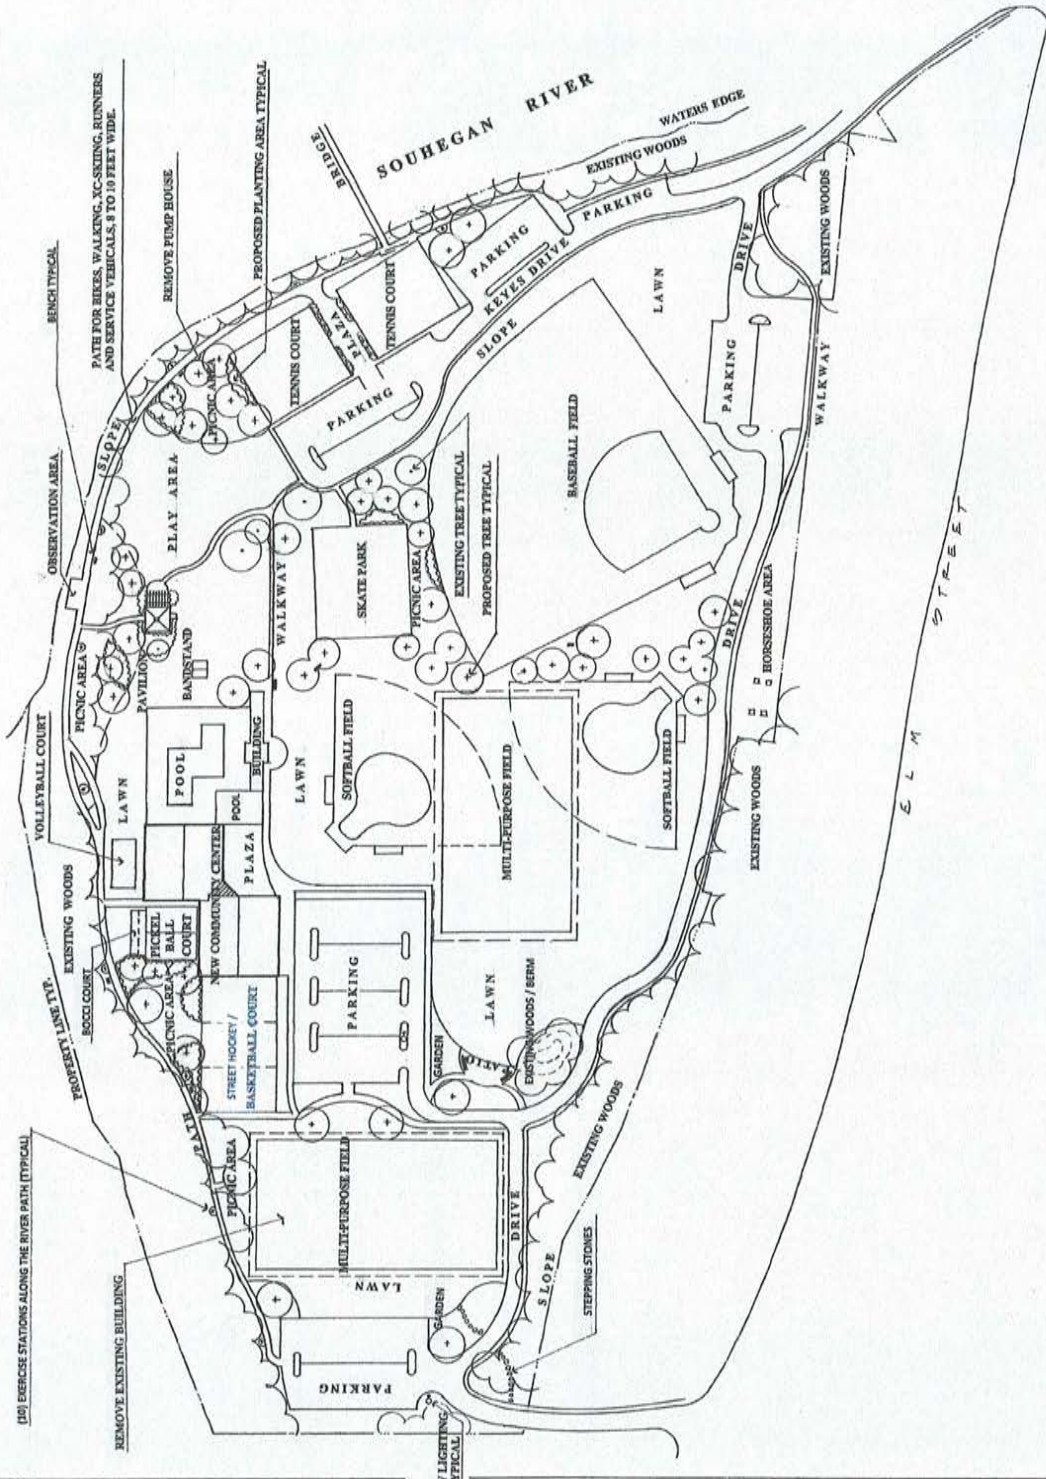 (10) EXERCISE STATIONS ALONG THE RIVER PATH (TYPICAL)
REMOVE EXISTING BUILDING
PROPERTY LINE TYP.
BOCCI COURT
EXISTING WOODS
VOLLEYBALL COURT
OBSERVATION AREA
BENCH TYPICAL
PATH FOR BIKES, WALKING, XC-SKIING, RUNNERS
AND SERVICE VEHICALS, 8 TO 10 FEET WIDE.
REMOVE PUMP HOUSE
PROPOSED PLANTING AREA TYPICAL
BRIDGE
SOUHEGAN RIVER
WATERS EDGE
EXISTING WOODS
PARKING
PARKING
KEYES DRIVE
SLOPE
TENNIS COURT
PLAZA
TENNIS COURT
PARKING
PICNIC AREA
SLOPE
PLAY AREA
PICNIC AREA
PAVILION
BANDSTAND
WALKWAY
SKATE PARK
PICNIC AREA
EXISTING TREE TYPICAL
PROPOSED TREE TYPICAL
BASEBALL FIELD
LAWN
DRIVE
EXISTING WOODS
PARKING
WALKWAY
LAWN
POOL
POOL
BUILDING
LAWN
SOFTBALL FIELD
MULTI-PURPOSE FIELD
SOFTBALL FIELD
DRIVE
HORSESHOE AREA
EXISTING WOODS
PICKEL
BALL
COURT
NEW COMMUNITY CENTER
PLAZA
PICNIC AREA
STREET HOCKEY /
BASKETBALL COURT
PARKING
LAWN
GARDEN
PATIO
EXISTING WOODS / BERM
PATH
PICNIC AREA
MULTI-PURPOSE FIELD
LAWN
GARDEN
DRIVE
EXISTING WOODS
SLOPE
STEPPING STONES
PARKING
LIGHTING
YPICAL
ELM STREET